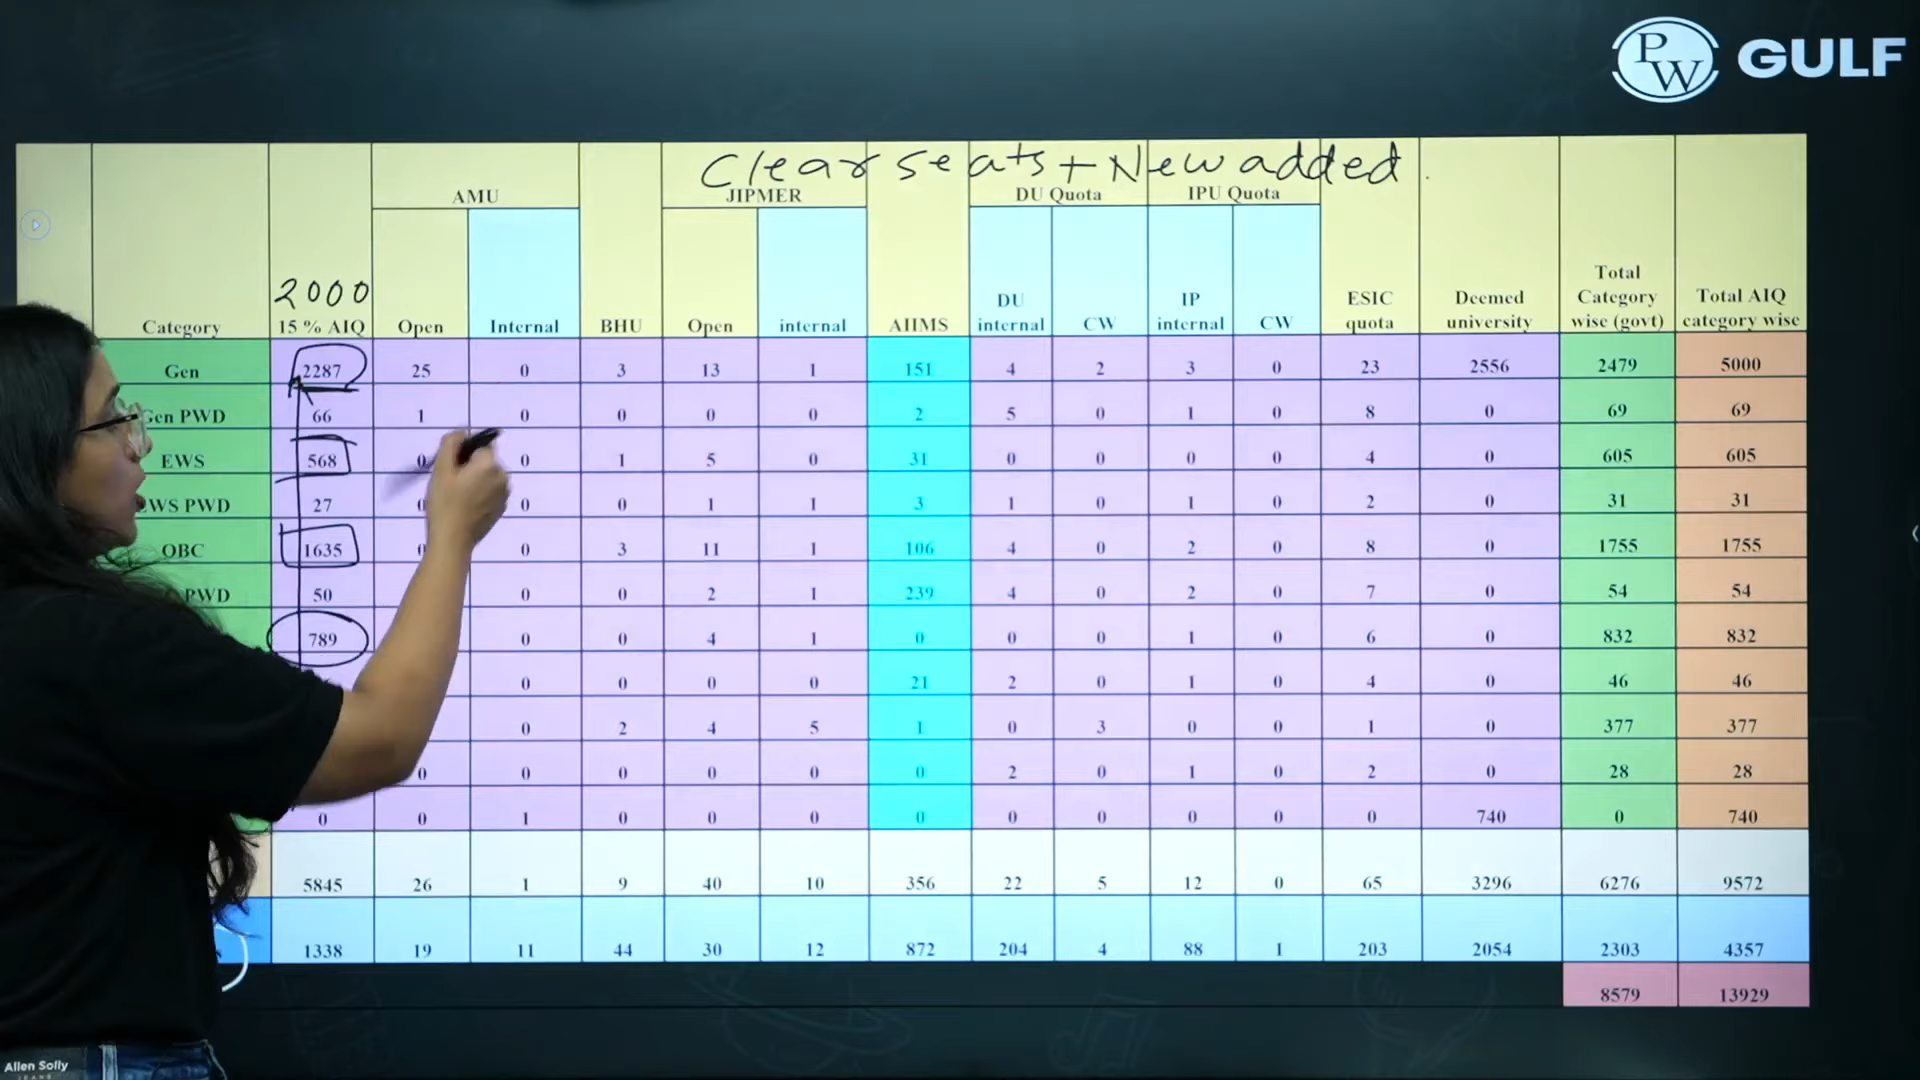 PW GULF
Clear seats + New added
AMU JIPMER DU Quota IPU Quota
2000
Category 15 % AIQ Open Internal BHU Open internal AIIMS DU internal CW IP internal CW ESIC quota Deemed university Total Category wise (govt) Total AIQ category wise
Gen 2287 25 0 3 13 1 151 4 2 3 0 23 2556 2479 5000
Gen PWD 66 1 0 0 0 0 2 5 0 1 0 8 0 69 69
EWS 568 0 0 1 5 0 31 0 0 0 0 4 0 605 605
EWS PWD 27 0 0 0 1 1 3 1 0 1 0 2 0 31 31
OBC 1635 0 0 3 11 1 106 4 0 2 0 8 0 1755 1755
PWD 50 0 0 2 1 239 4 0 2 0 7 0 54 54
789 0 0 4 1 0 0 0 1 0 6 0 832 832
0 0 0 0 21 2 0 1 0 4 0 46 46
0 2 4 5 1 0 3 0 0 1 0 377 377
0 0 0 0 0 0 2 0 1 0 2 0 28 28
0 0 1 0 0 0 0 0 0 0 0 0 740 0 740
5845 26 1 9 40 10 356 22 5 12 0 65 3296 6276 9572
s 1338 19 11 44 30 12 872 204 4 88 1 203 2054 2303 4357
8579 13929
Allen Solly
JEANS